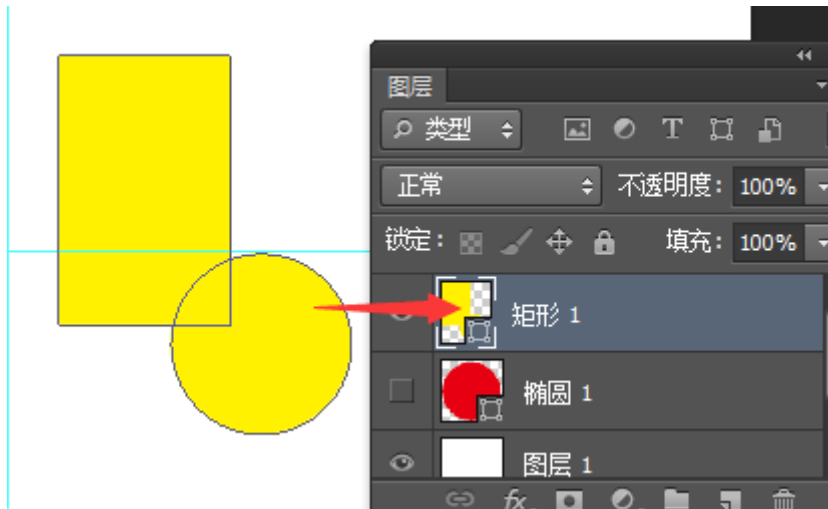 图层
类型 T
正常 不透明度: 100%
锁定: 填充: 100%
矩形 1
椭圆 1
图层 1
fx